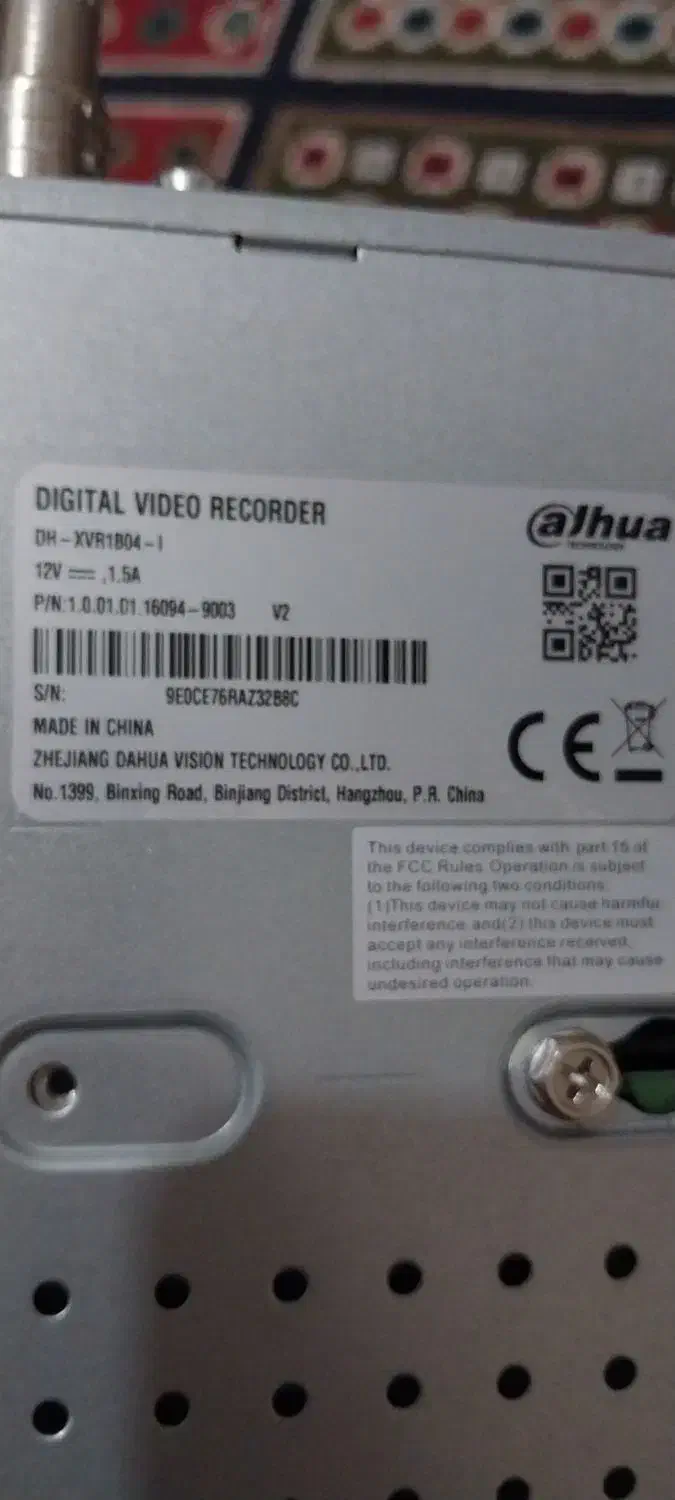 DIGITAL VIDEO RECORDER
DH-XVR1B04-I
12V ⎓ ,1.5A
P/N:1.0.01.01.16094-9003 V2
S/N: 9E0CE76RAZ32B8C
MADE IN CHINA
ZHEJIANG DAHUA VISION TECHNOLOGY CO.,LTD.
No.1399, Binxing Road, Binjiang District, Hangzhou, P.R. China
alhua
TECHNOLOGY
CE
This device complies with part 15 of
the FCC Rules Operation is subject
to the following two conditions:
(1)This device may not cause harmful
interference and(2) this device must
accept any interference received,
including interference that may cause
undesired operation.